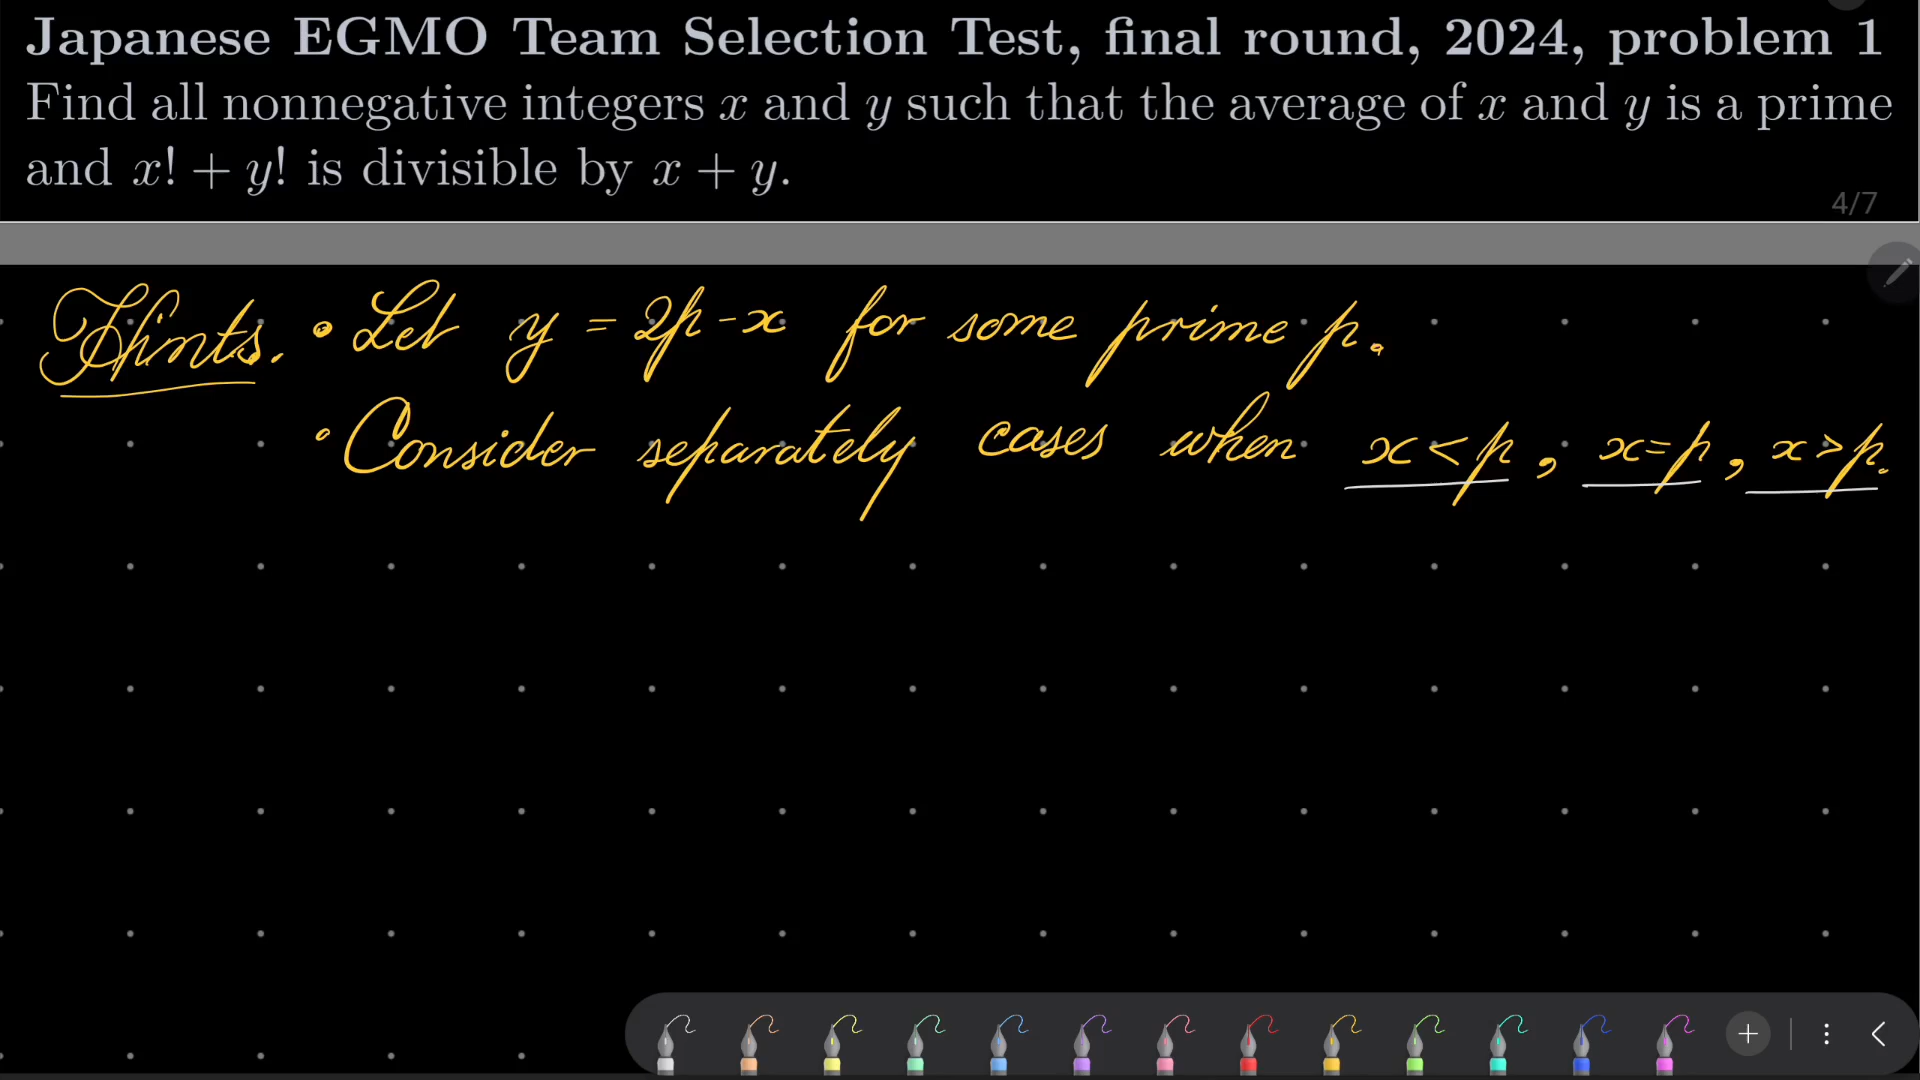 Japanese EGMO Team Selection Test, final round, 2024, problem 1
Find all nonnegative integers x and y such that the average of x and y is a prime
and x! + y! is divisible by x + y.
4/7
Hints. • Let y = 2p - x for some prime p.
• Consider separately cases when x < p, x = p, x > p.